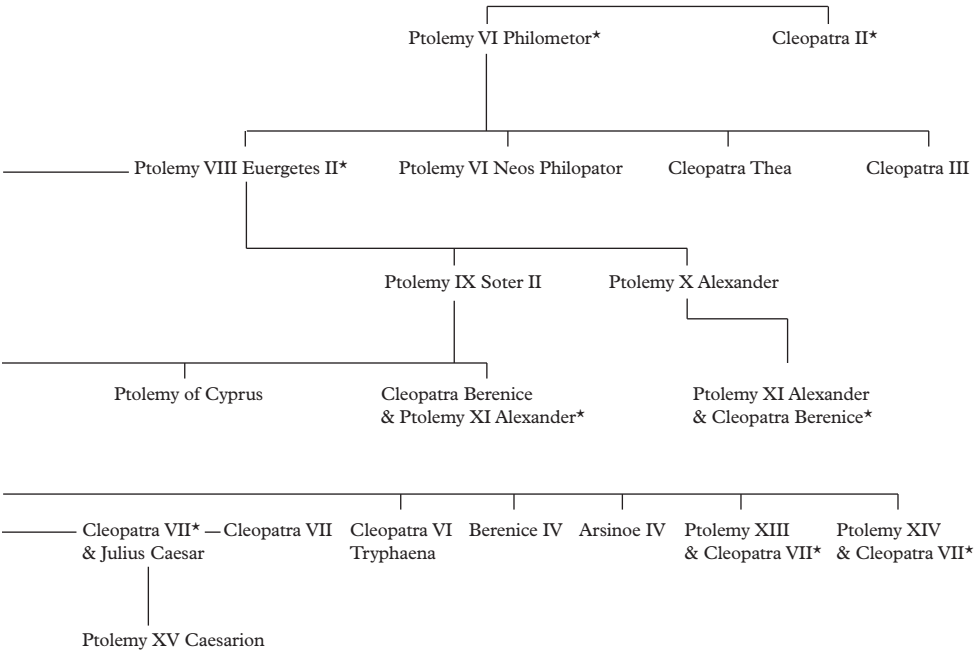 Ptolemy VI Philometor★
Cleopatra II★
Ptolemy VIII Euergetes II★
Ptolemy VI Neos Philopator
Cleopatra Thea
Cleopatra III
Ptolemy IX Soter II
Ptolemy X Alexander
Ptolemy of Cyprus
Cleopatra Berenice
& Ptolemy XI Alexander★
Ptolemy XI Alexander
& Cleopatra Berenice★
Cleopatra VII★
& Julius Caesar
Cleopatra VII
Cleopatra VI
Tryphaena
Berenice IV
Arsinoe IV
Ptolemy XIII
& Cleopatra VII★
Ptolemy XIV
& Cleopatra VII★
Ptolemy XV Caesarion